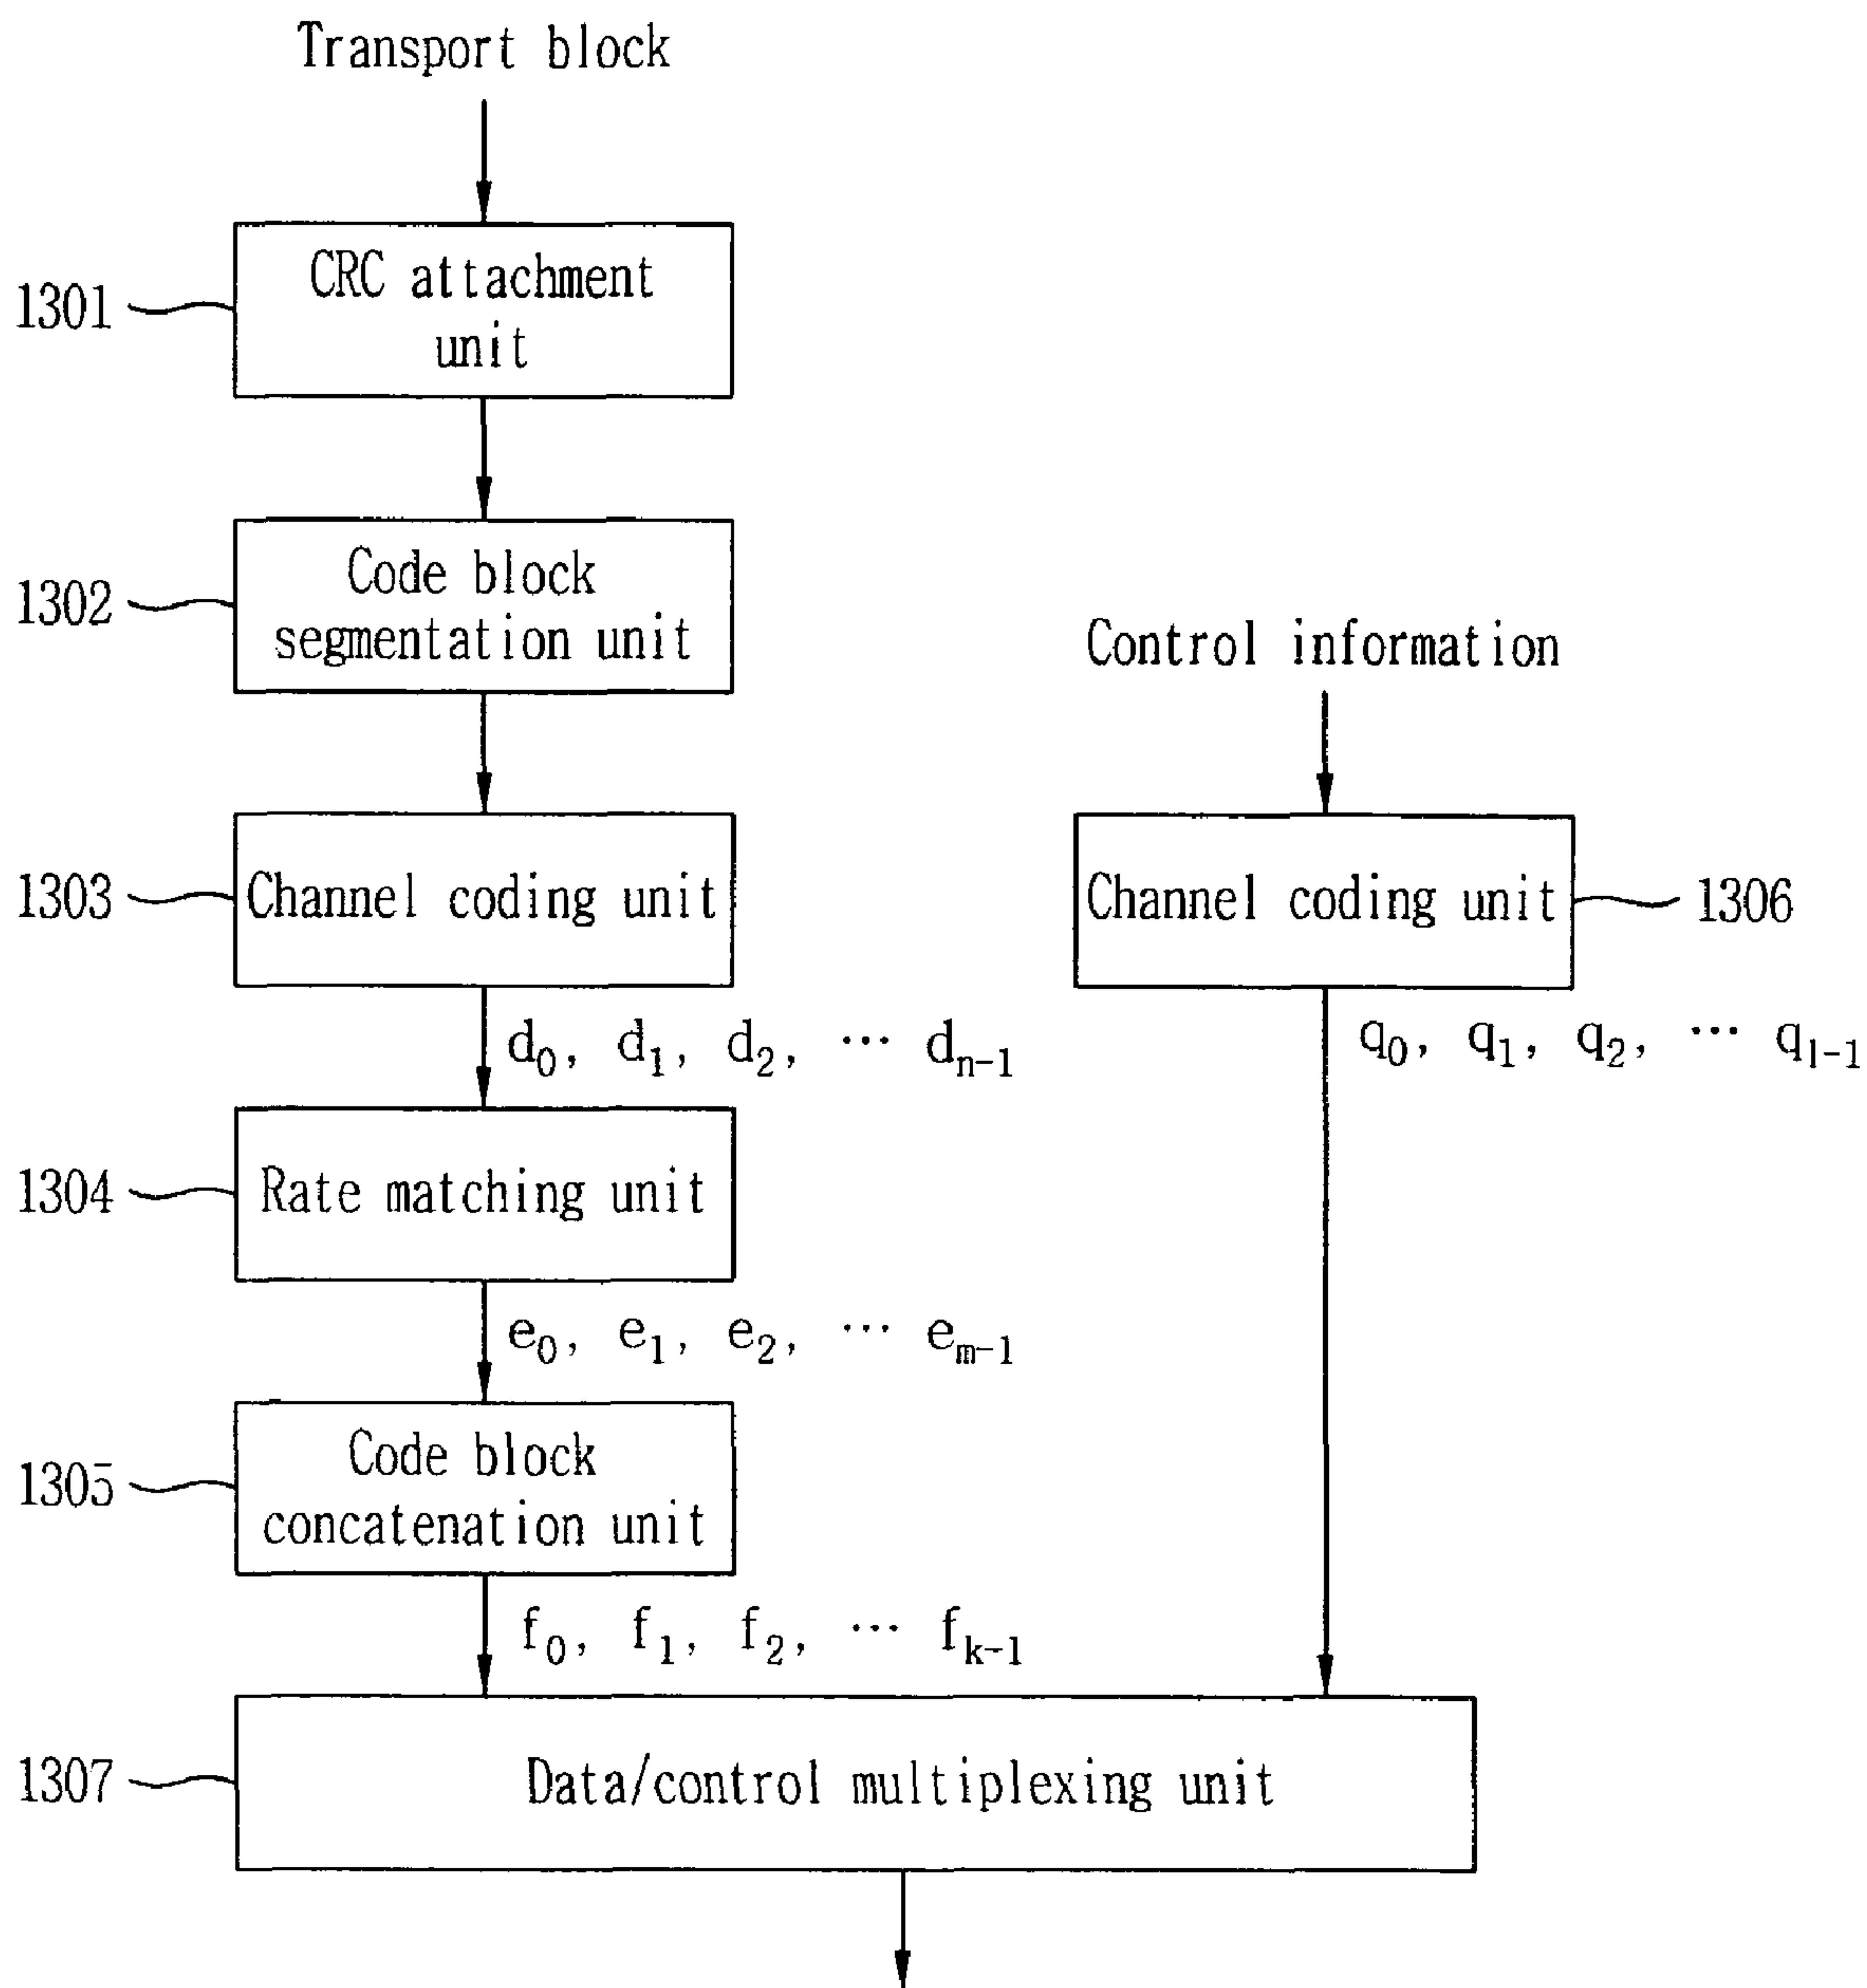 Transport block
CRC attachment
unit
1301
Code block
segmentation unit
1302
Control information
Channel coding unit
1303
Channel coding unit
1306
d₀, d₁, d₂, ⋯ dₙ₋₁
q₀, q₁, q₂, ⋯ qₗ₋₁
Rate matching unit
1304
e₀, e₁, e₂, ⋯ eₘ₋₁
Code block
concatenation unit
1305
f₀, f₁, f₂, ⋯ fₖ₋₁
Data/control multiplexing unit
1307